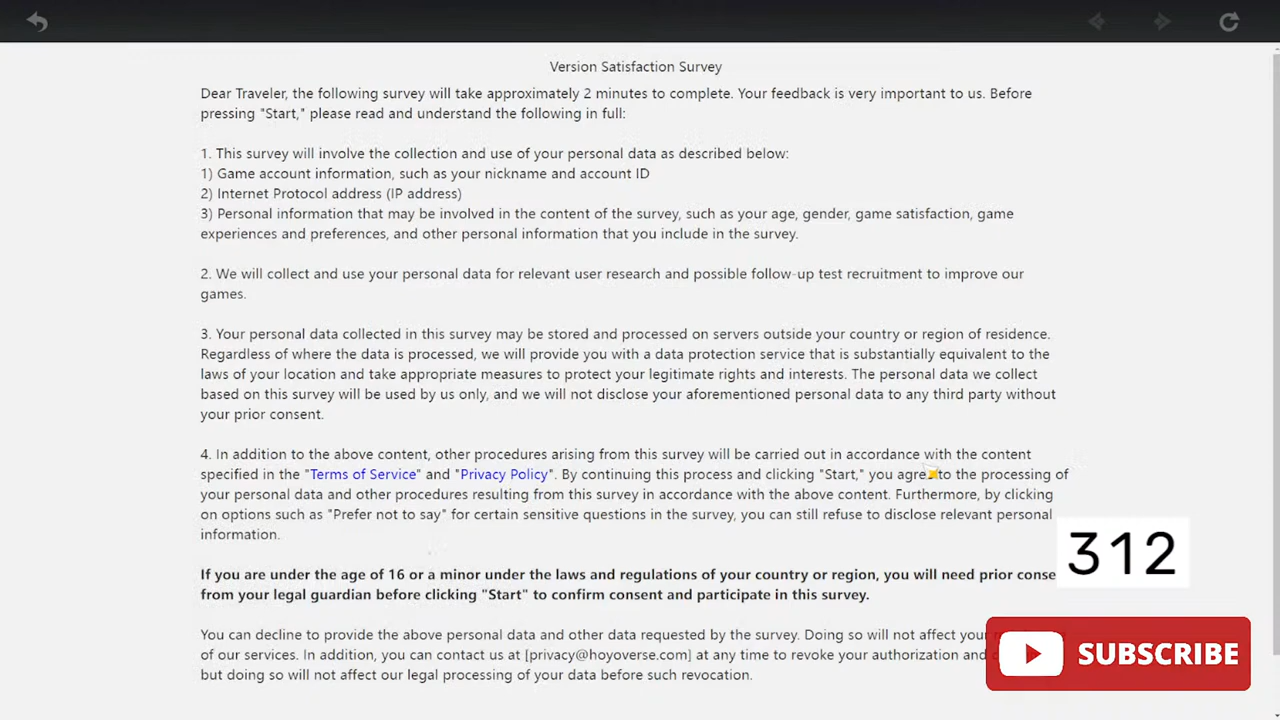 Version Satisfaction Survey
Dear Traveler, the following survey will take approximately 2 minutes to complete. Your feedback is very important to us. Before
pressing "Start," please read and understand the following in full:
1. This survey will involve the collection and use of your personal data as described below:
1) Game account information, such as your nickname and account ID
2) Internet Protocol address (IP address)
3) Personal information that may be involved in the content of the survey, such as your age, gender, game satisfaction, game
experiences and preferences, and other personal information that you include in the survey.
2. We will collect and use your personal data for relevant user research and possible follow-up test recruitment to improve our
games.
3. Your personal data collected in this survey may be stored and processed on servers outside your country or region of residence.
Regardless of where the data is processed, we will provide you with a data protection service that is substantially equivalent to the
laws of your location and take appropriate measures to protect your legitimate rights and interests. The personal data we collect
based on this survey will be used by us only, and we will not disclose your aforementioned personal data to any third party without
your prior consent.
4. In addition to the above content, other procedures arising from this survey will be carried out in accordance with the content
specified in the "Terms of Service" and "Privacy Policy". By continuing this process and clicking "Start," you agree to the processing of
your personal data and other procedures resulting from this survey in accordance with the above content. Furthermore, by clicking
on options such as "Prefer not to say" for certain sensitive questions in the survey, you can still refuse to disclose relevant personal
information.
312
If you are under the age of 16 or a minor under the laws and regulations of your country or region, you will need prior conse
from your legal guardian before clicking "Start" to confirm consent and participate in this survey.
You can decline to provide the above personal data and other data requested by the survey. Doing so will not affect your
of our services. In addition, you can contact us at [privacy@hoyoverse.com] at any time to revoke your authorization and
but doing so will not affect our legal processing of your data before such revocation.
SUBSCRIBE